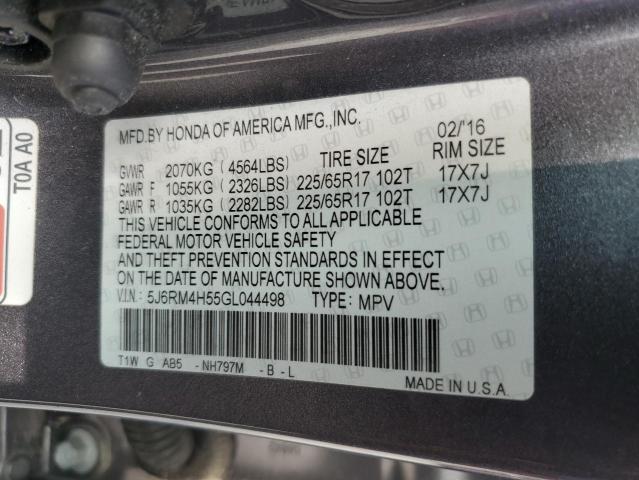 T0A A0
MFD.BY HONDA OF AMERICA MFG.,INC. 02/'16
GVWR 2070KG (4564LBS) TIRE SIZE RIM SIZE
GAWR F 1055KG (2326LBS) 225/65R17 102T 17X7J
GAWR R 1035KG (2282LBS) 225/65R17 102T 17X7J
THIS VEHICLE CONFORMS TO ALL APPLICABLE
FEDERAL MOTOR VEHICLE SAFETY
AND THEFT PREVENTION STANDARDS IN EFFECT
ON THE DATE OF MANUFACTURE SHOWN ABOVE.
V.I.N.: 5J6RM4H55GL044498 TYPE: MPV
T1W G AB5 -NH797M -B-L
MADE IN U.S.A.